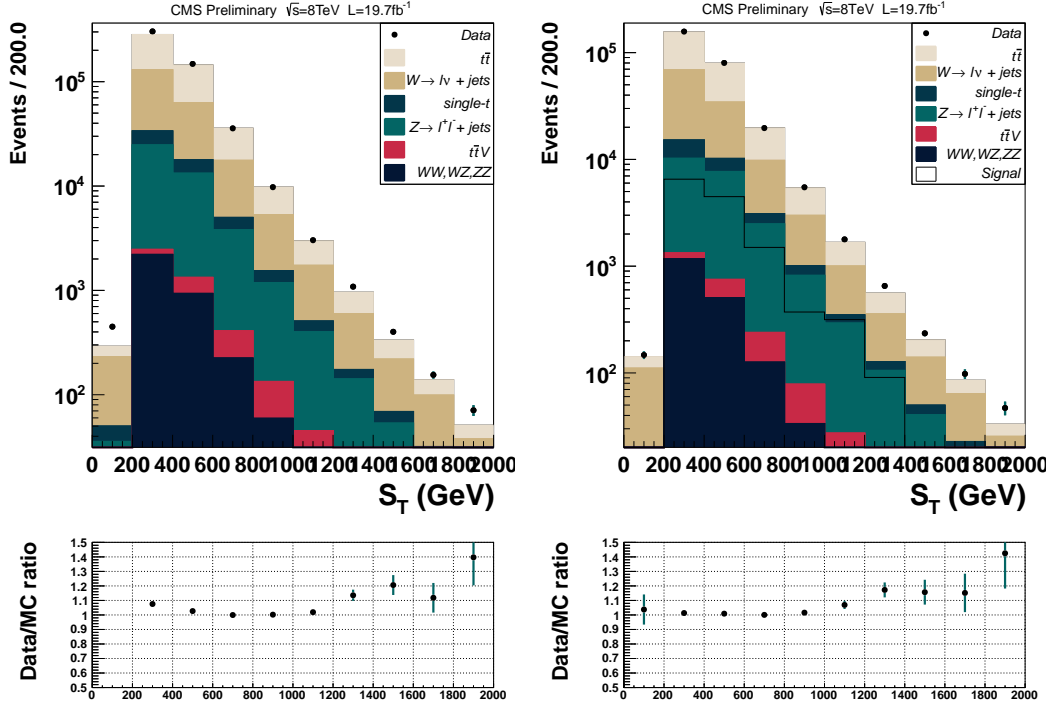 CMS Preliminary √s=8TeV L=19.7fb⁻¹
Events / 200.0
10⁵
10⁴
10³
10²
Data
tt̄
W→ lν + jets
single-t
Z→ l⁺l⁻ + jets
tt̄V
WW,WZ,ZZ
0 200 400 600 800 1000 1200 1400 1600 1800 2000
S_T (GeV)
Data/MC ratio
1.5
1.4
1.3
1.2
1.1
1
0.9
0.8
0.7
0.6
0.5
0 200 400 600 800 1000 1200 1400 1600 1800 2000
CMS Preliminary √s=8TeV L=19.7fb⁻¹
Events / 200.0
10⁵
10⁴
10³
10²
Data
tt̄
W→ lν + jets
single-t
Z→ l⁺l⁻ + jets
tt̄V
WW,WZ,ZZ
Signal
0 200 400 600 800 1000 1200 1400 1600 1800 2000
S_T (GeV)
Data/MC ratio
1.5
1.4
1.3
1.2
1.1
1
0.9
0.8
0.7
0.6
0.5
0 200 400 600 800 1000 1200 1400 1600 1800 2000